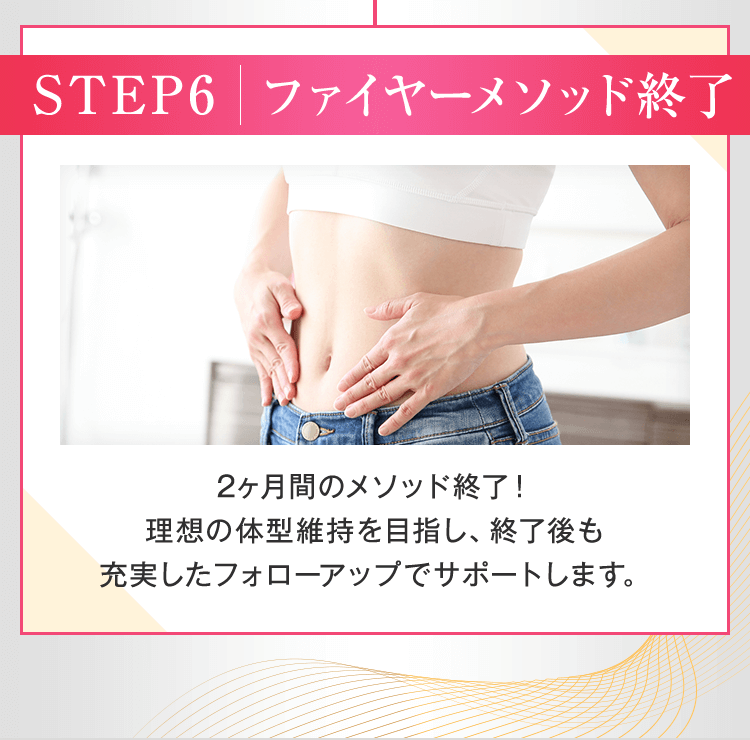 STEP6 ファイヤーメソッド終了
2ヶ月間のメソッド終了!
理想の体型維持を目指し、終了後も
充実したフォローアップでサポートします。